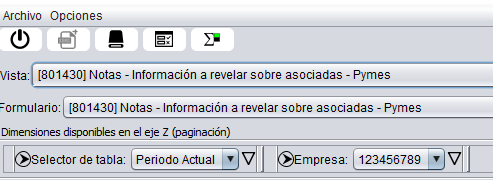 Archivo Opciones
Vista: [801430] Notas - Información a revelar sobre asociadas - Pymes
Formulario: [801430] Notas - Información a revelar sobre asociadas - Pymes
Dimensiones disponibles en el eje Z (paginación)
Selector de tabla: Periodo Actual Empresa: 123456789